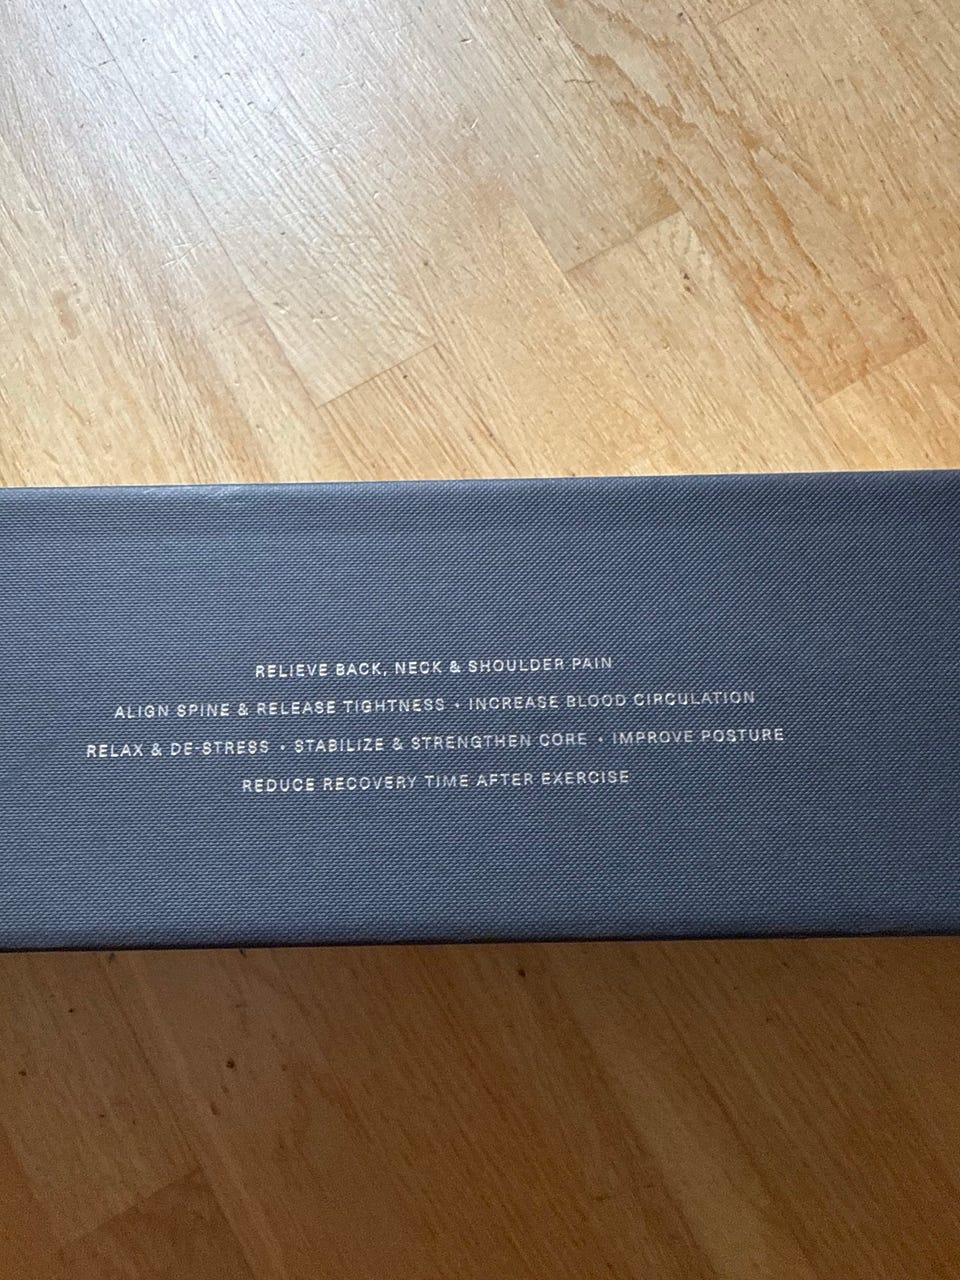 RELIEVE BACK, NECK & SHOULDER PAIN
ALIGN SPINE & RELEASE TIGHTNESS • INCREASE BLOOD CIRCULATION
RELAX & DE-STRESS • STABILIZE & STRENGTHEN CORE • IMPROVE POSTURE
REDUCE RECOVERY TIME AFTER EXERCISE